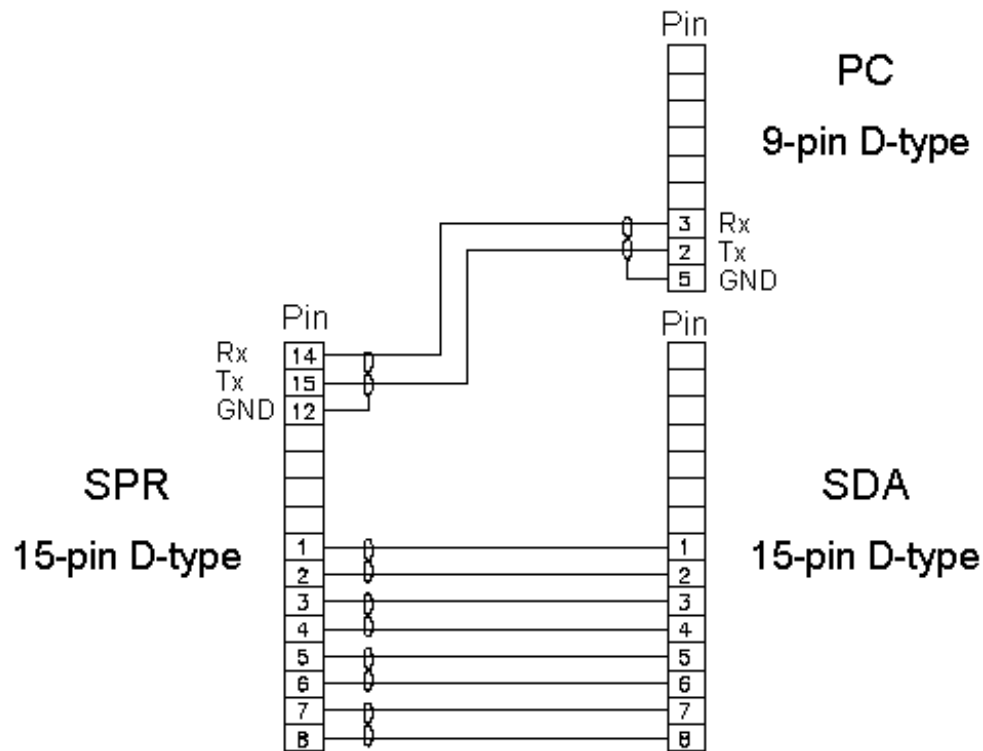 Pin
PC
9-pin D-type
3 Rx
2 Tx
5 GND
Pin
Rx 14
Tx 15
GND 12
SPR
15-pin D-type
1
2
3
4
5
6
7
8
Pin
SDA
15-pin D-type
1
2
3
4
5
6
7
8